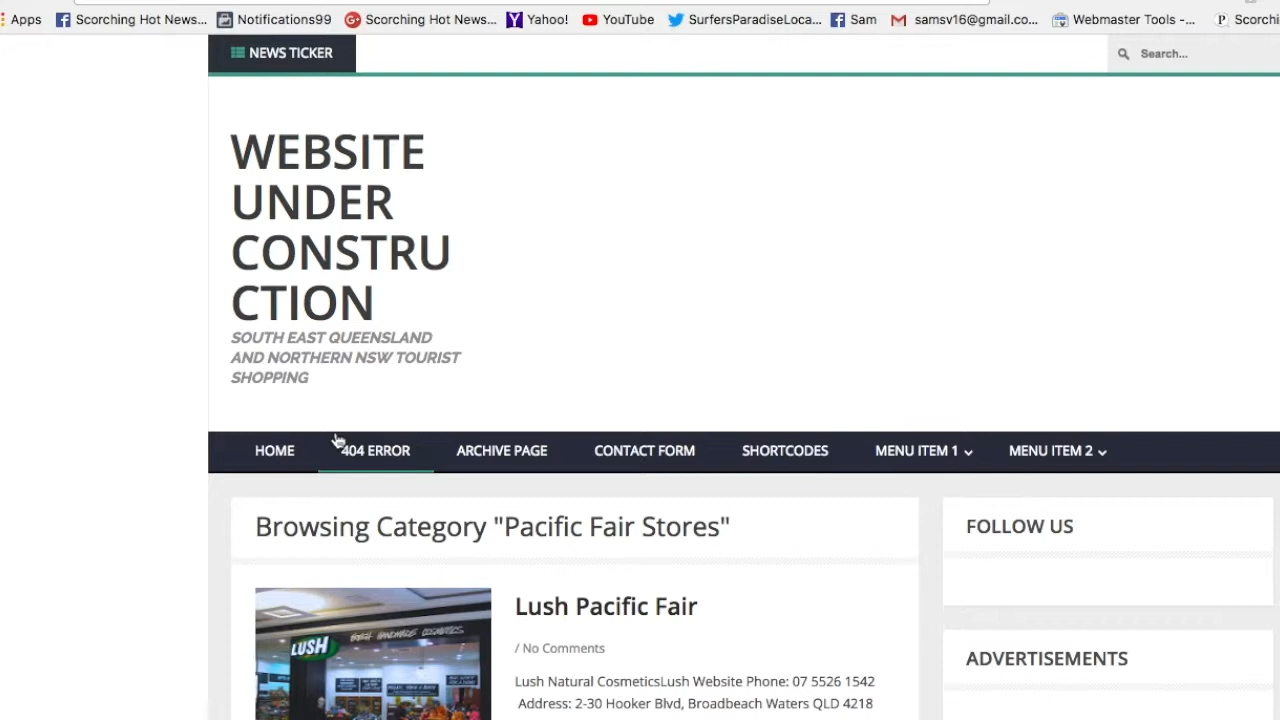 Apps Scorching Hot News... Notifications99 Scorching Hot News... Yahoo! YouTube SurfersParadiseLoca... Sam samsv16@gmail.co... Webmaster Tools -... Scorchi
NEWS TICKER
Search...
WEBSITE
UNDER
CONSTRU
CTION
SOUTH EAST QUEENSLAND
AND NORTHERN NSW TOURIST
SHOPPING
HOME 404 ERROR ARCHIVE PAGE CONTACT FORM SHORTCODES MENU ITEM 1 MENU ITEM 2
Browsing Category "Pacific Fair Stores"
FOLLOW US
LUSH FRESH HANDMADE COSMETICS
Lush Pacific Fair
/ No Comments
ADVERTISEMENTS
Lush Natural CosmeticsLush Website Phone: 07 5526 1542
Address: 2-30 Hooker Blvd, Broadbeach Waters QLD 4218